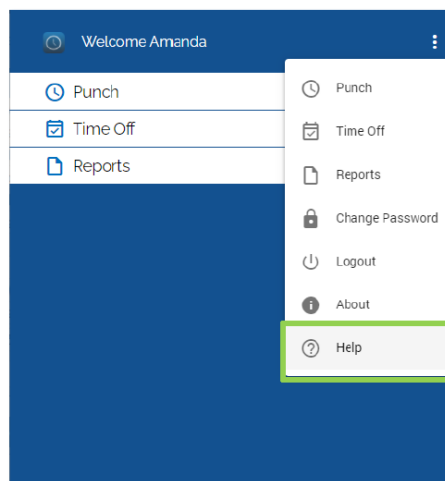 Welcome Amanda
Punch
Time Off
Reports
Punch
Time Off
Reports
Change Password
Logout
About
Help